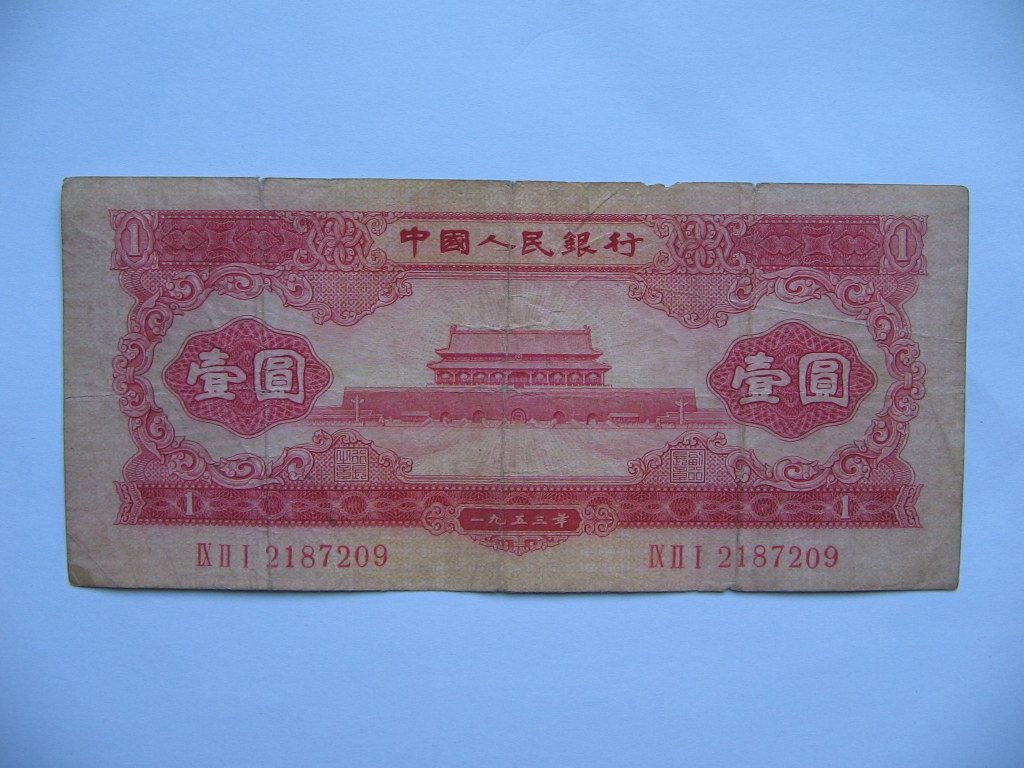 1 中國人民銀行 1
壹圓 壹圓
1 一九五三年 1
IX II I 2187209 IX II I 2187209